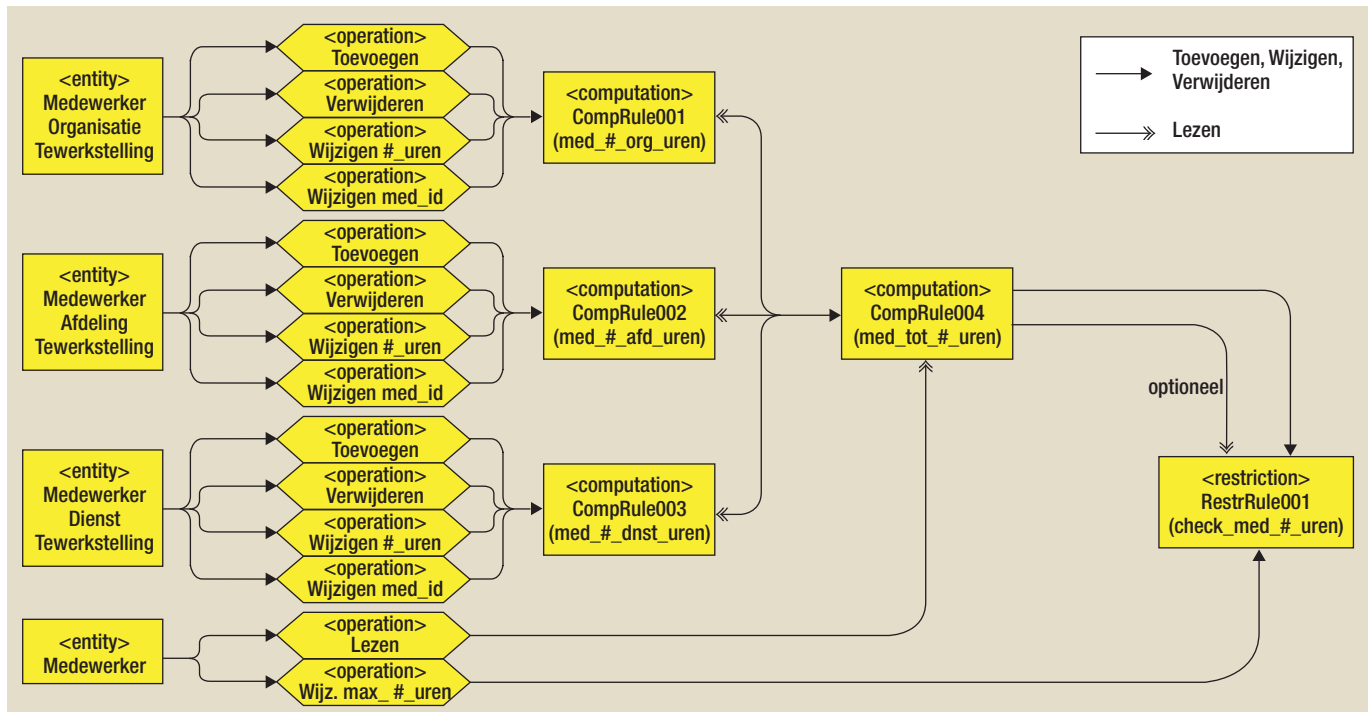 <entity>
Medewerker
Organisatie
Tewerkstelling
<operation>
Toevoegen
<operation>
Verwijderen
<operation>
Wijzigen #_uren
<operation>
Wijzigen med_id
<computation>
CompRule001
(med_#_org_uren)
Toevoegen, Wijzigen,
Verwijderen
Lezen
<entity>
Medewerker
Afdeling
Tewerkstelling
<operation>
Toevoegen
<operation>
Verwijderen
<operation>
Wijzigen #_uren
<operation>
Wijzigen med_id
<computation>
CompRule002
(med_#_afd_uren)
<computation>
CompRule004
(med_tot_#_uren)
optioneel
<entity>
Medewerker
Dienst
Tewerkstelling
<operation>
Toevoegen
<operation>
Verwijderen
<operation>
Wijzigen #_uren
<operation>
Wijzigen med_id
<computation>
CompRule003
(med_#_dnst_uren)
<restriction>
RestrRule001
(check_med_#_uren)
<entity>
Medewerker
<operation>
Lezen
<operation>
Wijz. max_ #_uren